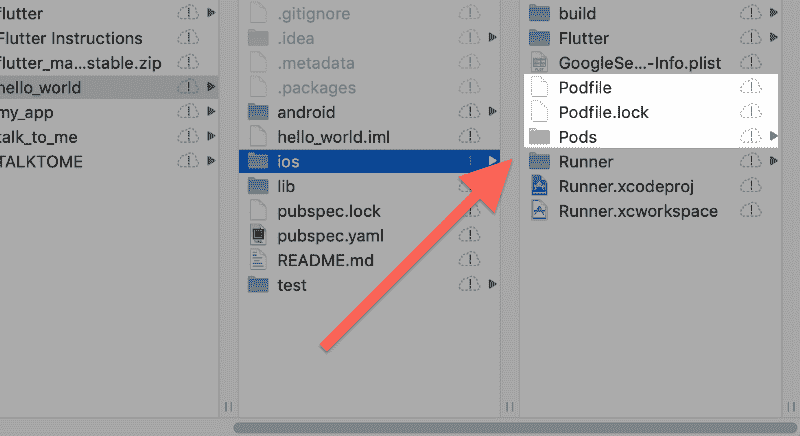 flutter
Flutter Instructions
flutter_ma...stable.zip
hello_world
my_app
talk_to_me
TALKTOME
.gitignore
.idea
.metadata
.packages
android
hello_world.iml
ios
lib
pubspec.lock
pubspec.yaml
README.md
test
build
Flutter
GoogleSe...-Info.plist
Podfile
Podfile.lock
Pods
Runner
Runner.xcodeproj
Runner.xcworkspace